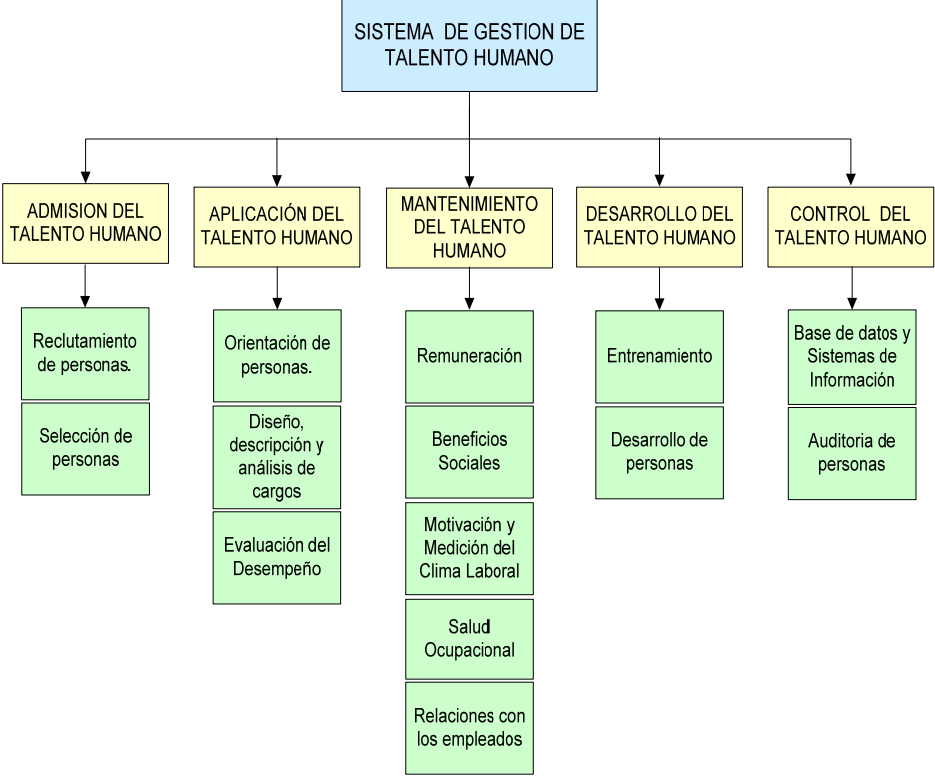 SISTEMA DE GESTION DE
TALENTO HUMANO
ADMISION DEL
TALENTO HUMANO
APLICACIÓN DEL
TALENTO HUMANO
MANTENIMIENTO
DEL TALENTO
HUMANO
DESARROLLO DEL
TALENTO HUMANO
CONTROL DEL
TALENTO HUMANO
Reclutamiento
de personas.
Selección de
personas
Orientación de
personas.
Diseño,
descripción y
análisis de
cargos
Evaluación del
Desempeño
Remuneración
Beneficios
Sociales
Motivación y
Medición del
Clima Laboral
Salud
Ocupacional
Relaciones con
los empleados
Entrenamiento
Desarrollo de
personas
Base de datos y
Sistemas de
Información
Auditoria de
personas